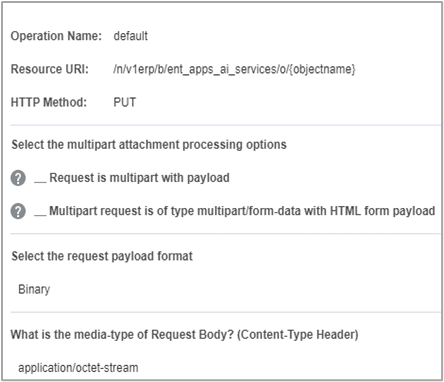 Operation Name: default
Resource URI: /n/v1erp/b/ent_apps_ai_services/o/{objectname}
HTTP Method: PUT
Select the multipart attachment processing options
? __ Request is multipart with payload
? __ Multipart request is of type multipart/form-data with HTML form payload
Select the request payload format
Binary
What is the media-type of Request Body? (Content-Type Header)
application/octet-stream